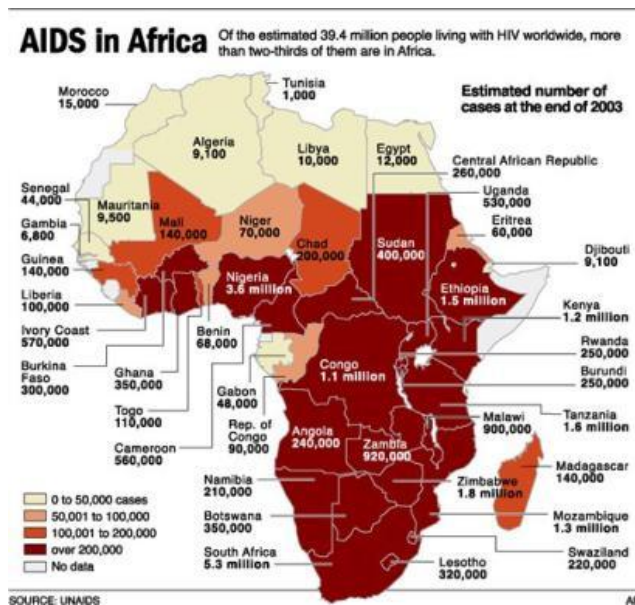 AIDS in Africa
Of the estimated 39.4 million people living with HIV worldwide, more
than two-thirds of them are in Africa.
Estimated number of
cases at the end of 2003
Morocco
15,000
Tunisia
1,000
Algeria
9,100
Libya
10,000
Egypt
12,000
Central African Republic
260,000
Uganda
530,000
Eritrea
60,000
Djibouti
9,100
Senegal
44,000
Mauritania
9,500
Gambia
6,800
Mali
140,000
Niger
70,000
Chad
200,000
Sudan
400,000
Guinea
140,000
Nigeria
3.6 million
Ethiopia
1.5 million
Liberia
100,000
Kenya
1.2 million
Ivory Coast
570,000
Benin
68,000
Rwanda
250,000
Burkina
Faso
300,000
Ghana
350,000
Congo
1.1 million
Burundi
250,000
Gabon
48,000
Togo
110,000
Rep. of
Congo
90,000
Malawi
900,000
Tanzania
1.6 million
Cameroon
560,000
Angola
240,000
Zambia
920,000
Madagascar
140,000
Namibia
210,000
Zimbabwe
1.8 million
Botswana
350,000
Mozambique
1.3 million
South Africa
5.3 million
Lesotho
320,000
Swaziland
220,000
0 to 50,000 cases
50,001 to 100,000
100,001 to 200,000
over 200,000
No data
SOURCE: UNAIDS